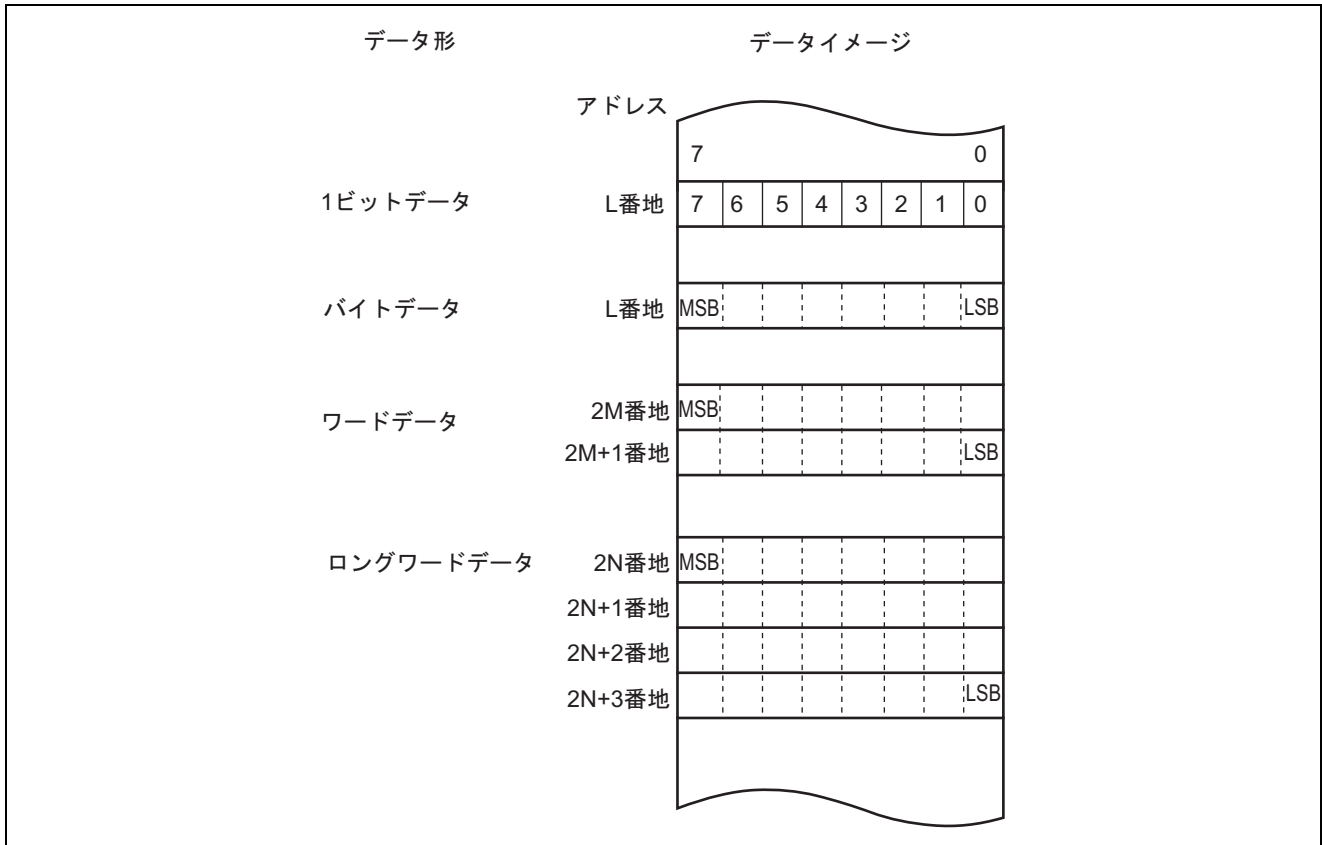 データ形 データイメージ
アドレス
7 0
1ビットデータ L番地 7 6 5 4 3 2 1 0
バイトデータ L番地 MSB LSB
ワードデータ 2M番地 MSB
2M+1番地 LSB
ロングワードデータ 2N番地 MSB
2N+1番地
2N+2番地
2N+3番地 LSB